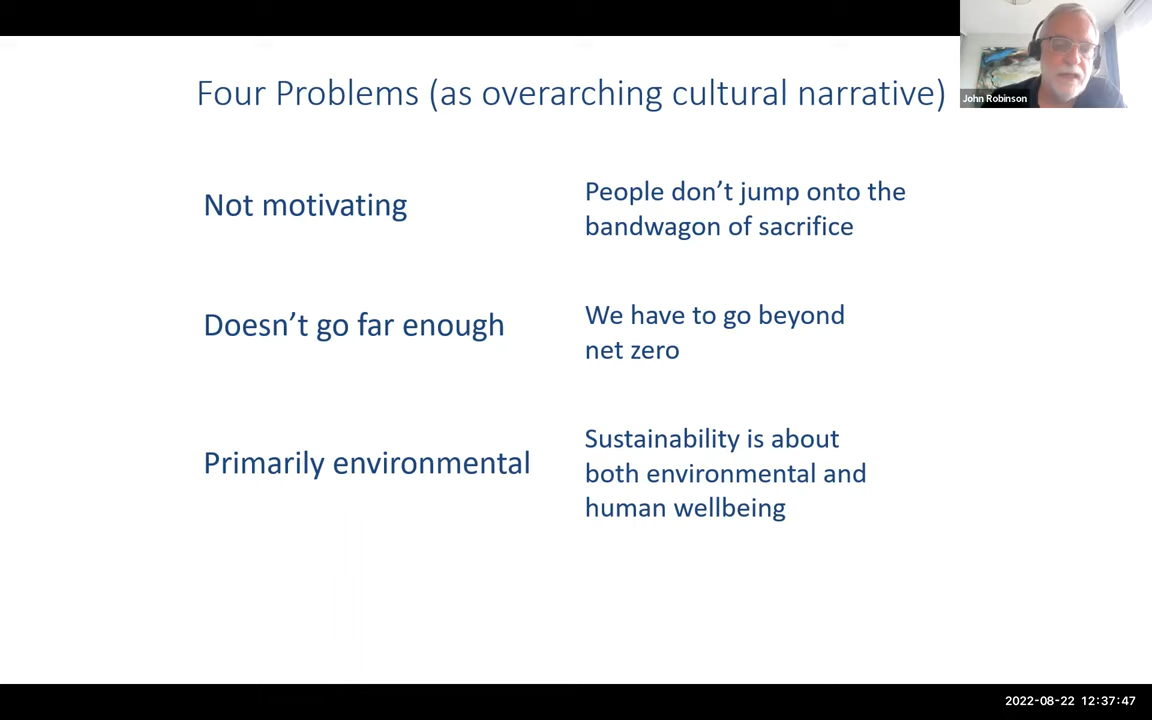 Four Problems (as overarching cultural narrative)
John Robinson
Not motivating
People don’t jump onto the
bandwagon of sacrifice
Doesn’t go far enough
We have to go beyond
net zero
Primarily environmental
Sustainability is about
both environmental and
human wellbeing
2022-08-22 12:37:47